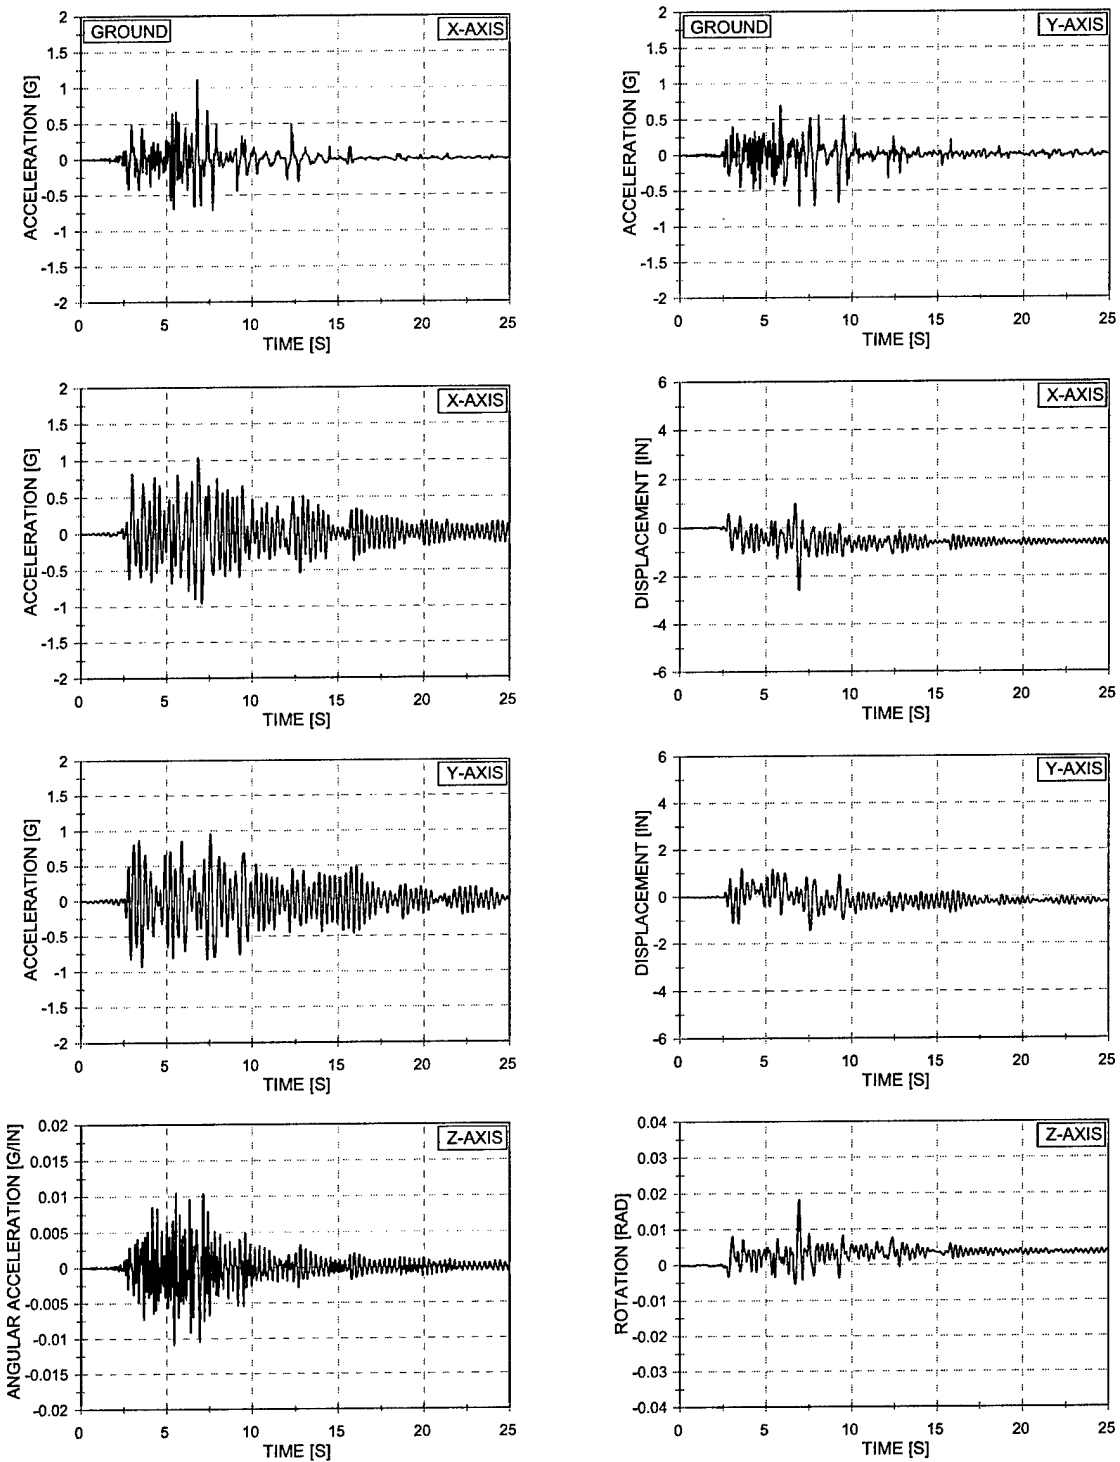 GROUND
X-AXIS
ACCELERATION [G]
2
1.5
1
0.5
0
-0.5
-1
-1.5
-2
0 5 10 15 20 25
TIME [S]
GROUND
Y-AXIS
ACCELERATION [G]
2
1.5
1
0.5
0
-0.5
-1
-1.5
-2
0 5 10 15 20 25
TIME [S]
X-AXIS
ACCELERATION [G]
2
1.5
1
0.5
0
-0.5
-1
-1.5
-2
0 5 10 15 20 25
TIME [S]
X-AXIS
DISPLACEMENT [IN]
6
4
2
0
-2
-4
-6
0 5 10 15 20 25
TIME [S]
Y-AXIS
ACCELERATION [G]
2
1.5
1
0.5
0
-0.5
-1
-1.5
-2
0 5 10 15 20 25
TIME [S]
Y-AXIS
DISPLACEMENT [IN]
6
4
2
0
-2
-4
-6
0 5 10 15 20 25
TIME [S]
Z-AXIS
ANGULAR ACCELERATION [G/IN]
0.02
0.015
0.01
0.005
0
-0.005
-0.01
-0.015
-0.02
0 5 10 15 20 25
TIME [S]
Z-AXIS
ROTATION [RAD]
0.04
0.03
0.02
0.01
0
-0.01
-0.02
-0.03
-0.04
0 5 10 15 20 25
TIME [S]